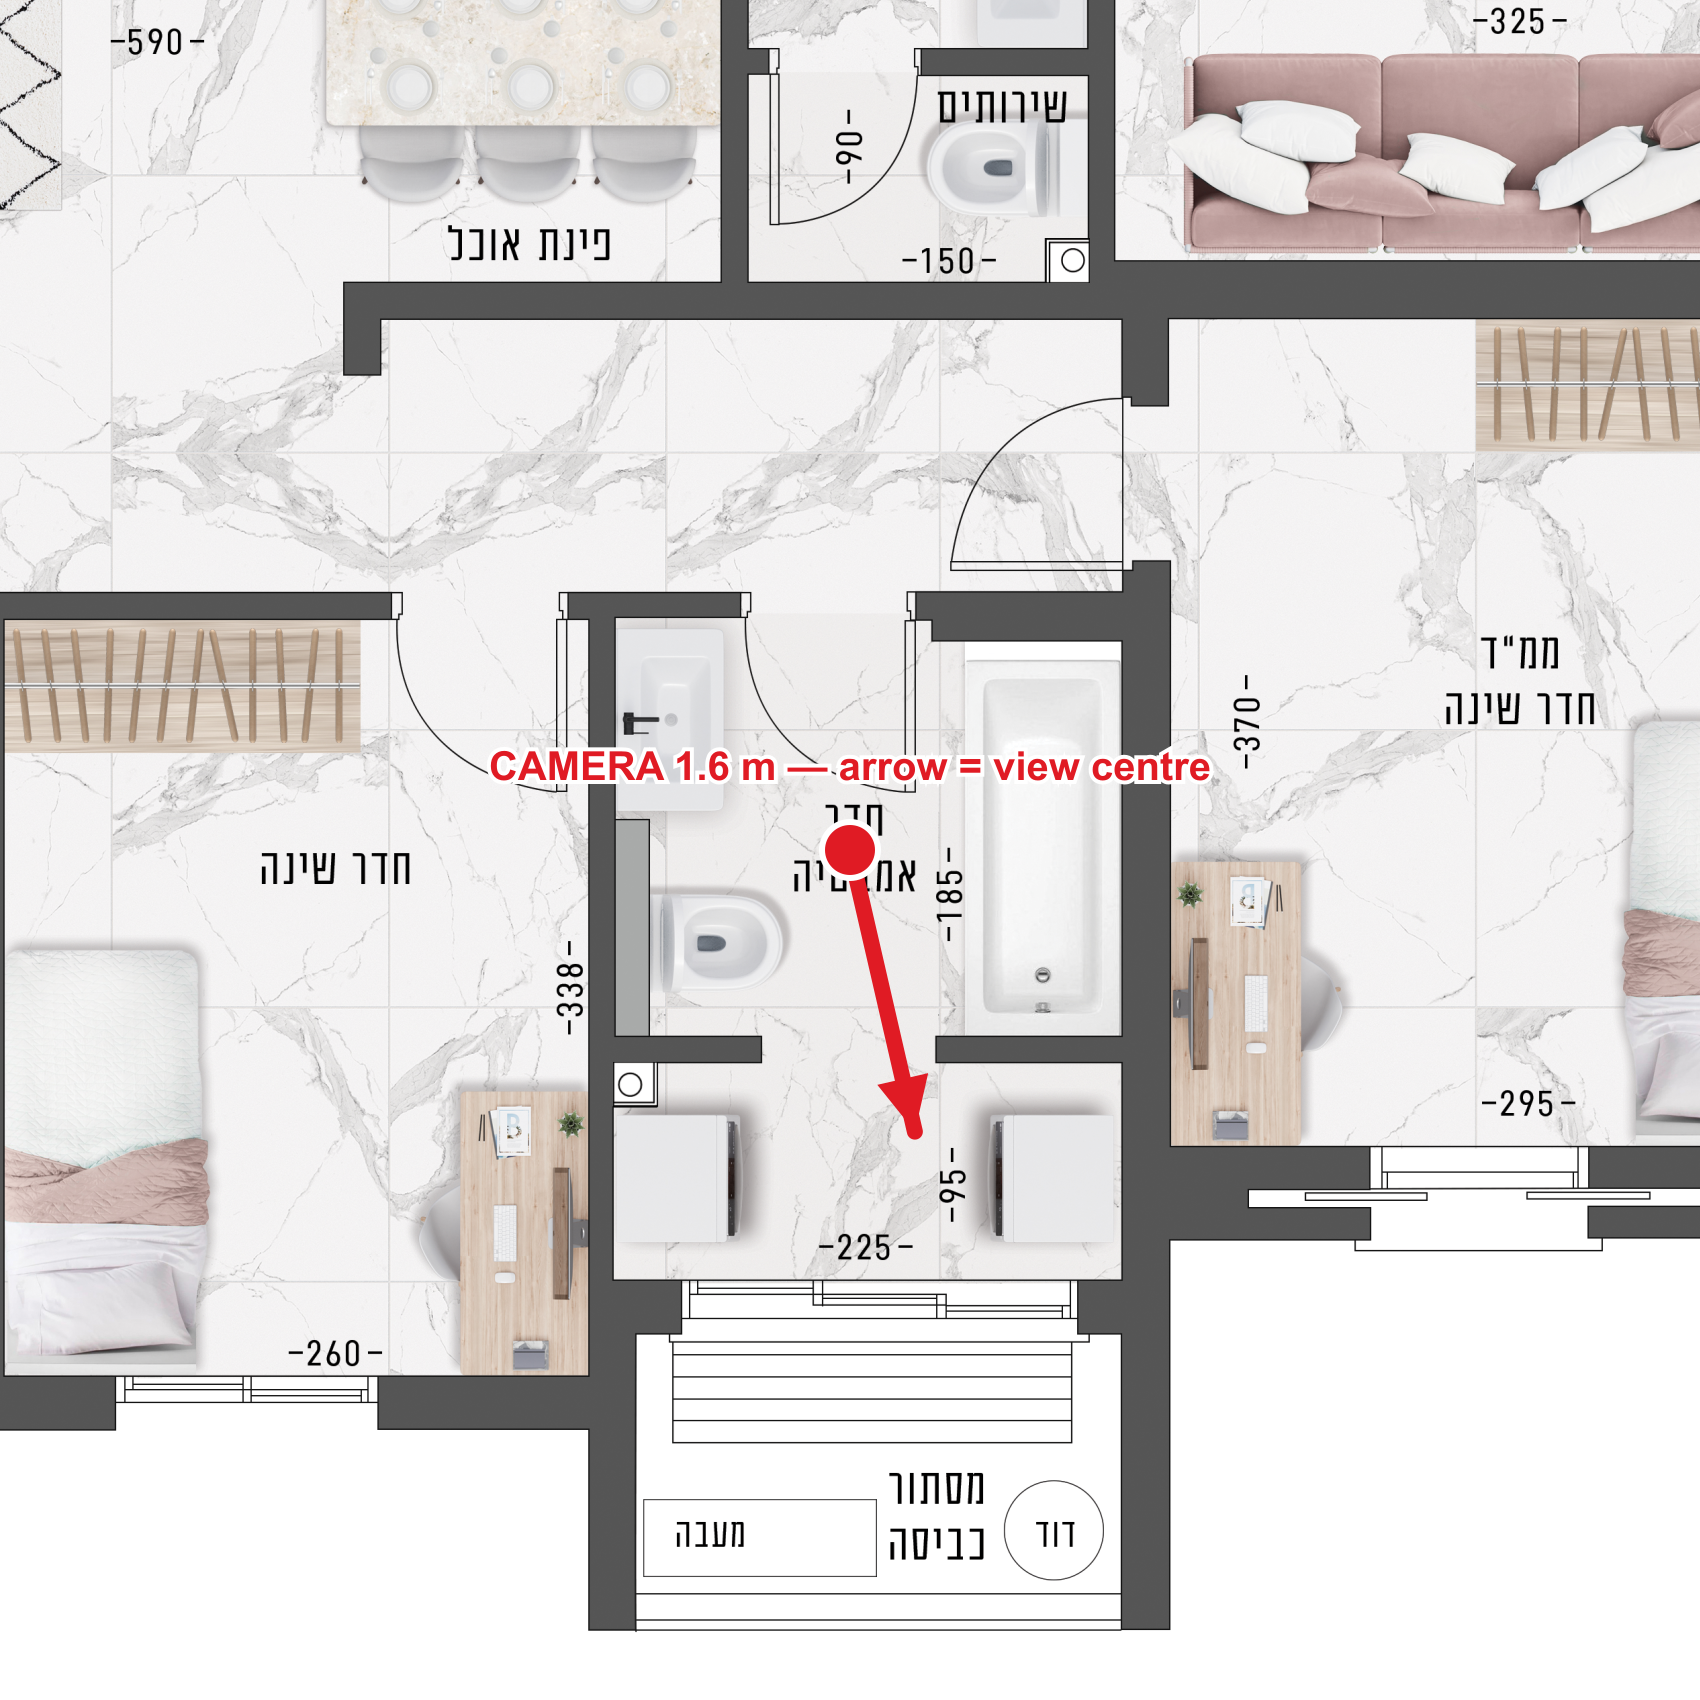 -590-
-325-
שירותים
-90-
פינת אוכל
-150-
ממ"ד
חדר שינה
-370-
CAMERA 1.6 m — arrow = view centre
חדר
חדר שינה
-185-
-338-
-295-
-95-
-225-
-260-
מסתור
כביסה
מעבה
דוד